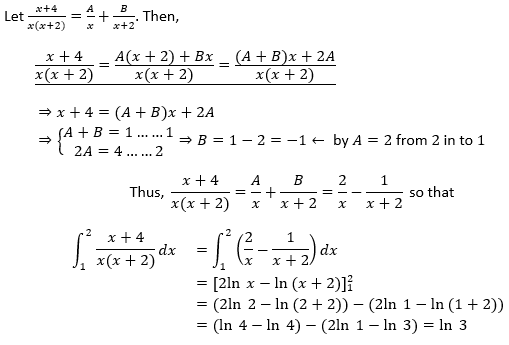 Let (x+4)/(x(x+2)) = A/x + B/(x+2). Then,
(x + 4)/(x(x + 2)) = (A(x + 2) + Bx)/(x(x + 2)) = ((A + B)x + 2A)/(x(x + 2))
⇒ x + 4 = (A + B)x + 2A
⇒ { A + B = 1 … … 1
2A = 4 … … 2 ⇒ B = 1 − 2 = −1 ← by A = 2 from 2 in to 1
Thus, (x + 4)/(x(x + 2)) = A/x + B/(x + 2) = 2/x − 1/(x + 2) so that
∫₁² (x + 4)/(x(x + 2)) dx = ∫₁² (2/x − 1/(x + 2)) dx
= [2ln x − ln (x + 2)]]₁²
= (2ln 2 − ln (2 + 2)) − (2ln 1 − ln (1 + 2))
= (ln 4 − ln 4) − (2ln 1 − ln 3) = ln 3